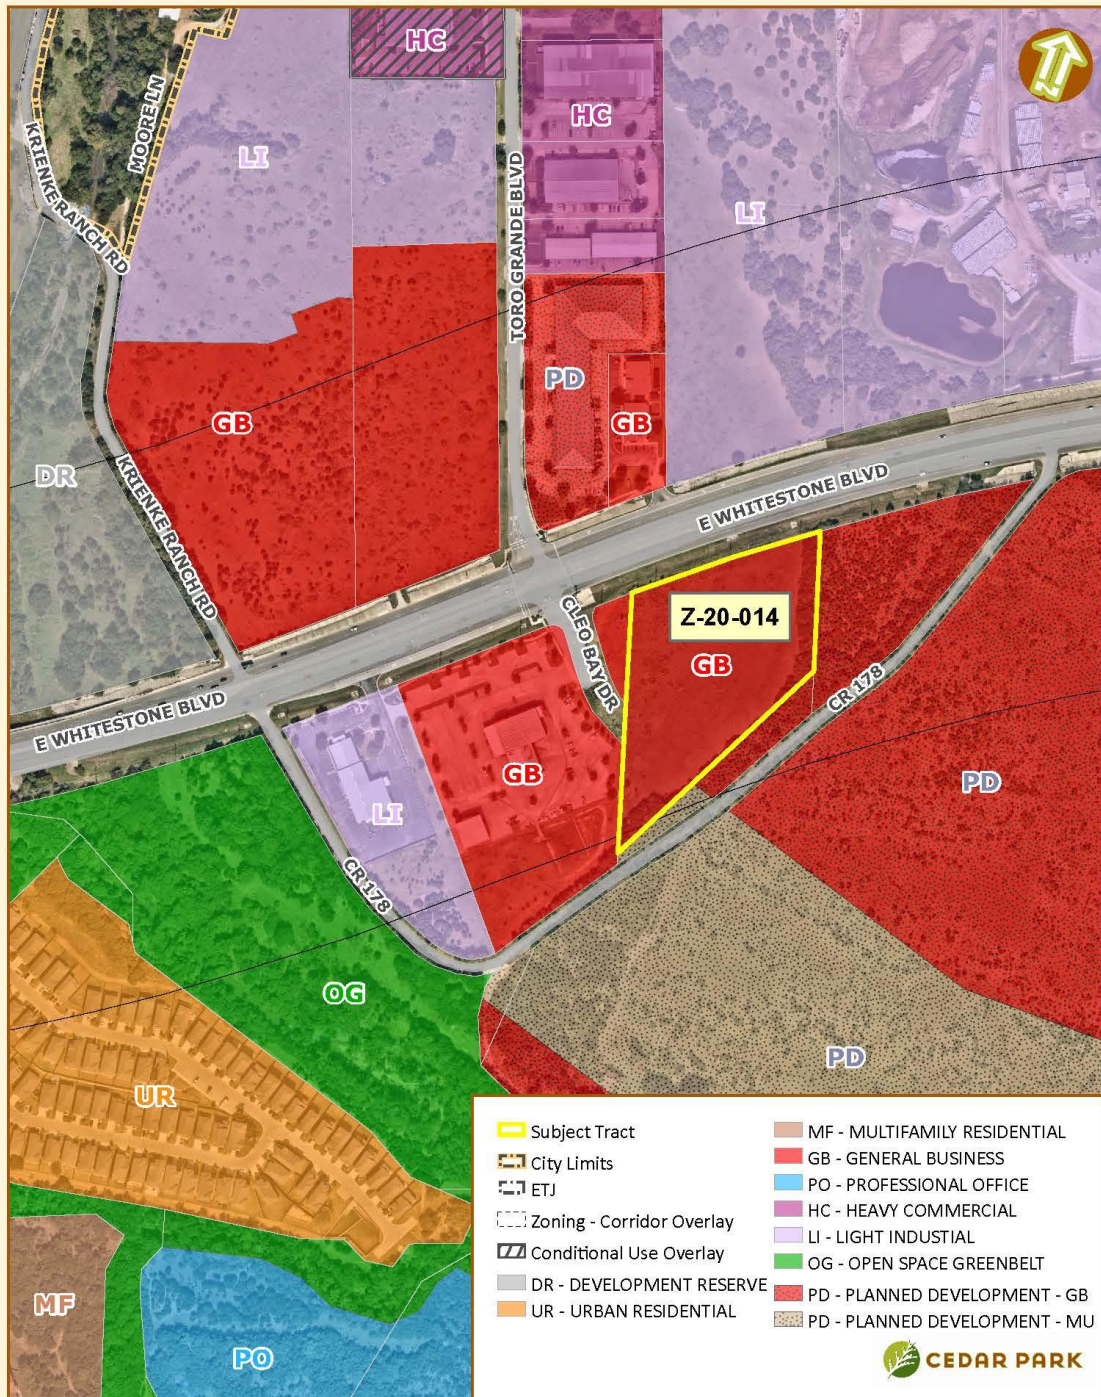 HC
N
HC
MOORE LN
KRIENKE RANCH RD
LI
TORO GRANDE BLVD
LI
PD
GB
GB
DR
KRIENKE RANCH RD
E WHITESTONE BLVD
CLEO BAY DR
Z-20-014
GB
CR 178
E WHITESTONE BLVD
GB
PD
LI
CR 178
OG
PD
UR
MF
PO
Subject Tract
City Limits
ETJ
Zoning - Corridor Overlay
Conditional Use Overlay
DR - DEVELOPMENT RESERVE
UR - URBAN RESIDENTIAL
MF - MULTIFAMILY RESIDENTIAL
GB - GENERAL BUSINESS
PO - PROFESSIONAL OFFICE
HC - HEAVY COMMERCIAL
LI - LIGHT INDUSTIAL
OG - OPEN SPACE GREENBELT
PD - PLANNED DEVELOPMENT - GB
PD - PLANNED DEVELOPMENT - MU
CEDAR PARK